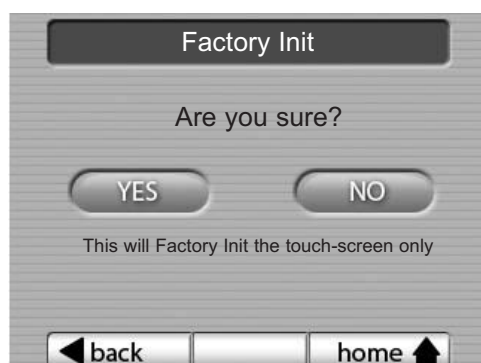 Factory Init
Are you sure?
YES NO
This will Factory Init the touch-screen only
back home